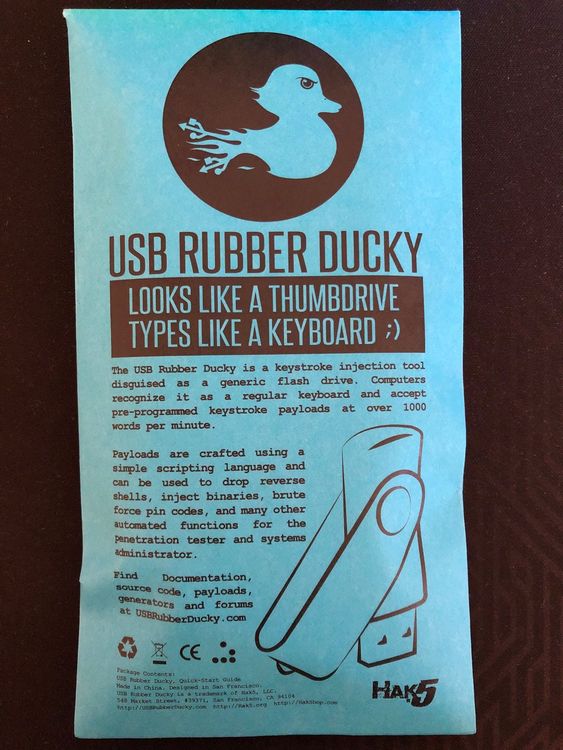 USB RUBBER DUCKY
LOOKS LIKE A THUMBDRIVE
TYPES LIKE A KEYBOARD ;)
The USB Rubber Ducky is a keystroke injection tool
disguised as a generic flash drive. Computers
recognize it as a regular keyboard and accept
pre-programmed keystroke payloads at over 1000
words per minute.
Payloads are crafted using a
simple scripting language and
can be used to drop reverse
shells, inject binaries, brute
force pin codes, and many other
automated functions for the
penetration tester and systems
administrator.
Find Documentation,
source code, payloads,
generators and forums
at USBRubberDucky.com
CE
Package Contents:
USB Rubber Ducky, Quick-Start Guide
Made in China. Designed in San Francisco.
USB Rubber Ducky is a trademark of Hak5, LLC.
548 Market Street, #39371, San Francisco, CA 94104
http://USBRubberDucky.com http://Hak5.org http://HakShop.com
HAK5